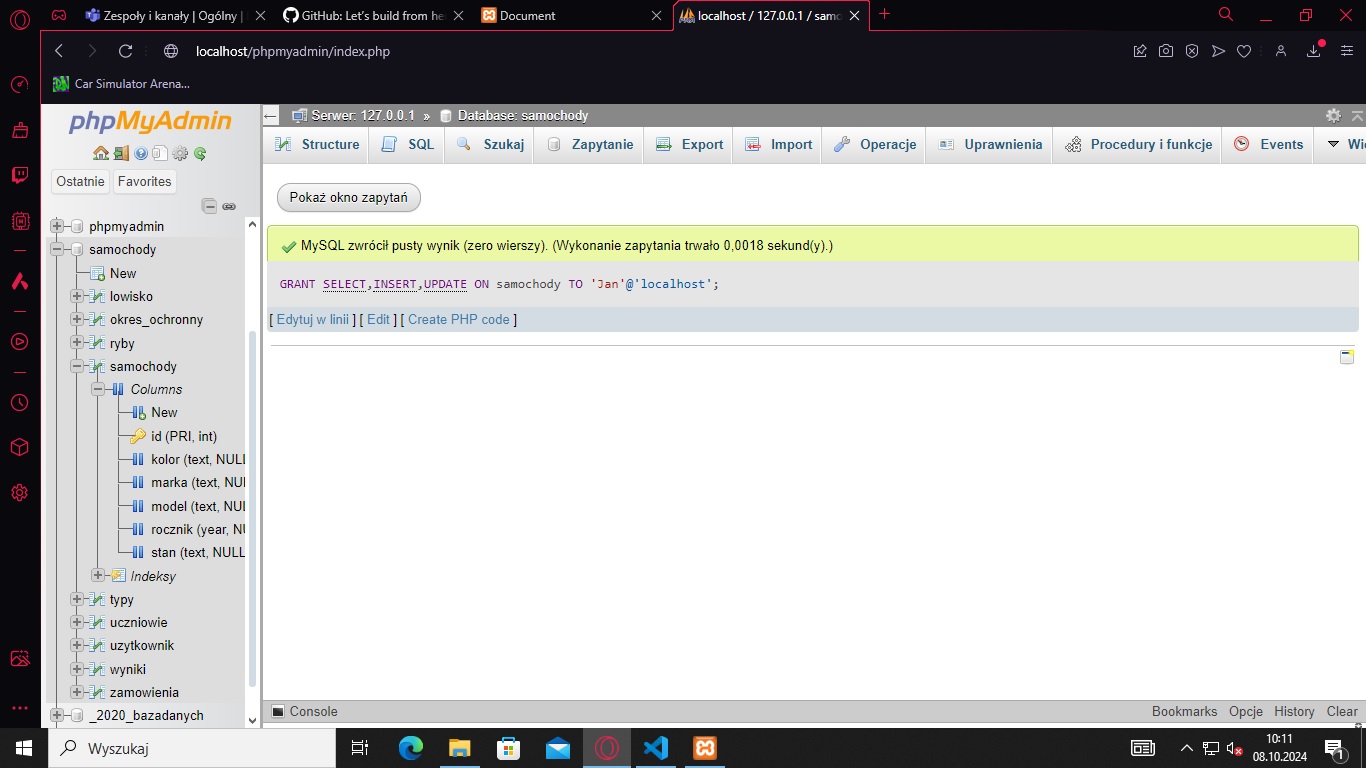 Zespoły i kanały | Ogólny |
GitHub: Let's build from he
Document
localhost / 127.0.0.1 / samo
localhost/phpmyadmin/index.php
Car Simulator Arena...
phpMyAdmin
Ostatnie
Favorites
phpmyadmin
samochody
New
lowisko
okres_ochronny
ryby
samochody
Columns
New
id (PRI, int)
kolor (text, NULL
marka (text, NUL
model (text, NUL
rocznik (year, NU
stan (text, NULL
Indeksy
typy
uczniowie
uzytkownik
wyniki
zamowienia
_2020_bazadanych
Serwer: 127.0.0.1 » Database: samochody
Structure
SQL
Szukaj
Zapytanie
Export
Import
Operacje
Uprawnienia
Procedury i funkcje
Events
Wię
Pokaż okno zapytań
MySQL zwrócił pusty wynik (zero wierszy). (Wykonanie zapytania trwało 0,0018 sekund(y).)
GRANT SELECT,INSERT,UPDATE ON samochody TO 'Jan'@'localhost';
[ Edytuj w linii ] [ Edit ] [ Create PHP code ]
Console
Bookmarks
Opcje
History
Clear
Wyszukaj
10:11
08.10.2024
1